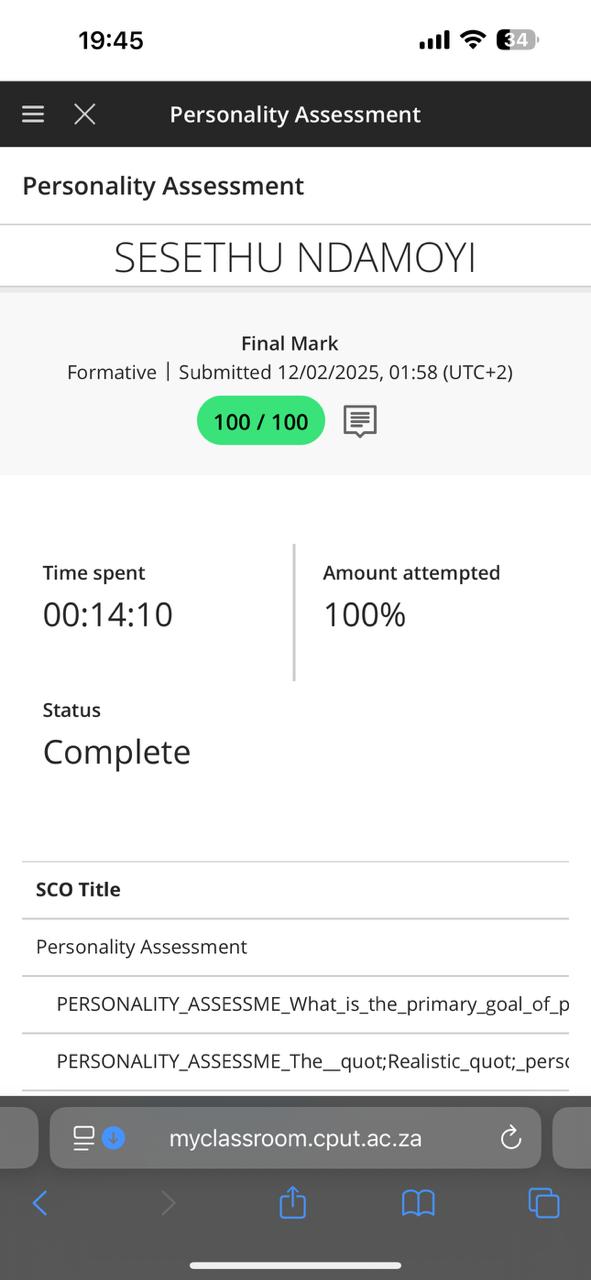 19:45
34
Personality Assessment
Personality Assessment
SESETHU NDAMOYI
Final Mark
Formative | Submitted 12/02/2025, 01:58 (UTC+2)
100 / 100
Time spent
Amount attempted
00:14:10
100%
Status
Complete
SCO Title
Personality Assessment
PERSONALITY_ASSESSME_What_is_the_primary_goal_of_p
PERSONALITY_ASSESSME_The__quot;Realistic_quot;_perso
myclassroom.cput.ac.za